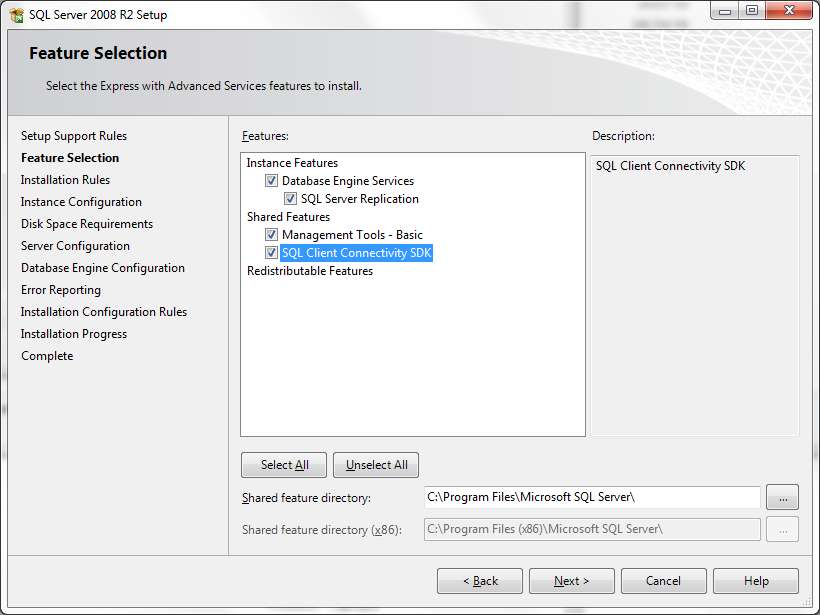 SQL Server 2008 R2 Setup
Feature Selection
Select the Express with Advanced Services features to install.
Setup Support Rules
Feature Selection
Installation Rules
Instance Configuration
Disk Space Requirements
Server Configuration
Database Engine Configuration
Error Reporting
Installation Configuration Rules
Installation Progress
Complete
Features:
Instance Features
Database Engine Services
SQL Server Replication
Shared Features
Management Tools - Basic
SQL Client Connectivity SDK
Redistributable Features
Description:
SQL Client Connectivity SDK
Select All
Unselect All
Shared feature directory:
C:\Program Files\Microsoft SQL Server\
...
Shared feature directory (x86):
C:\Program Files (x86)\Microsoft SQL Server\
...
< Back
Next >
Cancel
Help